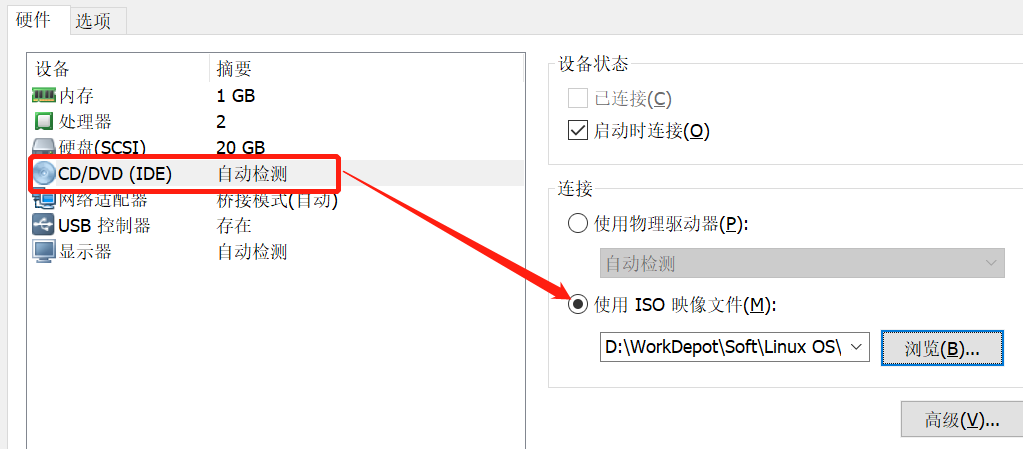 硬件 选项
设备 摘要
内存 1 GB
处理器 2
硬盘(SCSI) 20 GB
CD/DVD (IDE) 自动检测
网络适配器 桥接模式(自动)
USB 控制器 存在
显示器 自动检测
设备状态
已连接(C)
启动时连接(O)
连接
使用物理驱动器(P):
自动检测
使用 ISO 映像文件(M):
D:\WorkDepot\Soft\Linux OS\ 浏览(B)...
高级(V)...